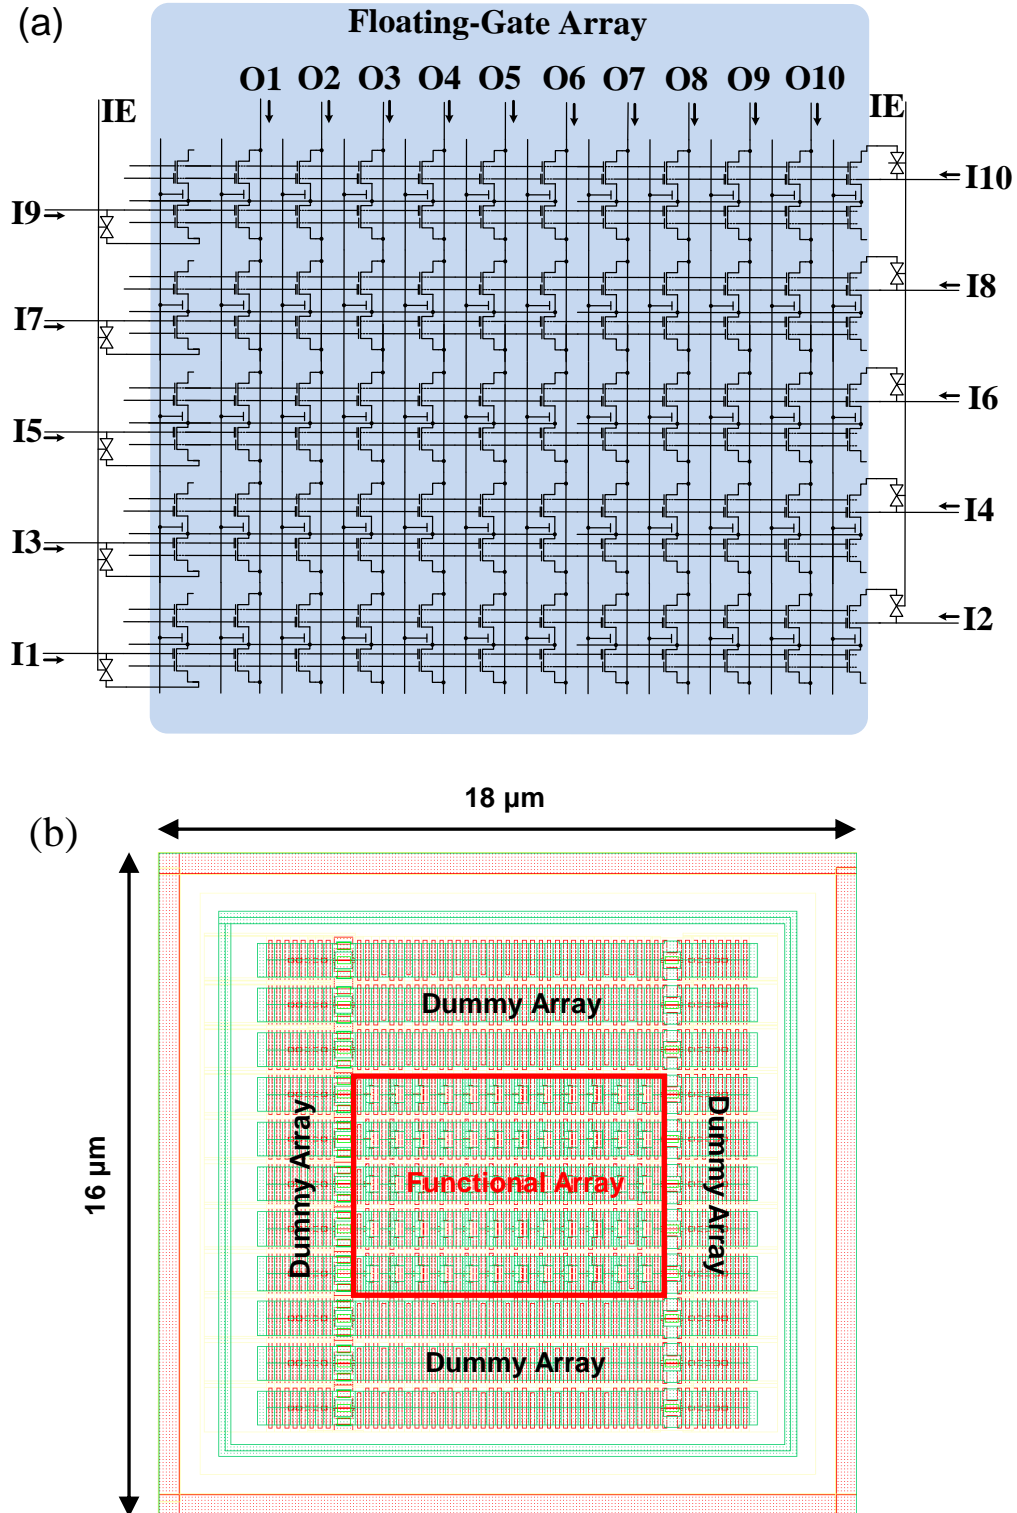 (a)
Floating-Gate Array
O1 O2 O3 O4 O5 O6 O7 O8 O9 O10
IE IE
I10
I9
I8
I7
I6
I5
I4
I3
I2
I1
18 µm
(b)
16 µm
Dummy Array
Dummy Array
Functional Array
Dummy Array
Dummy Array